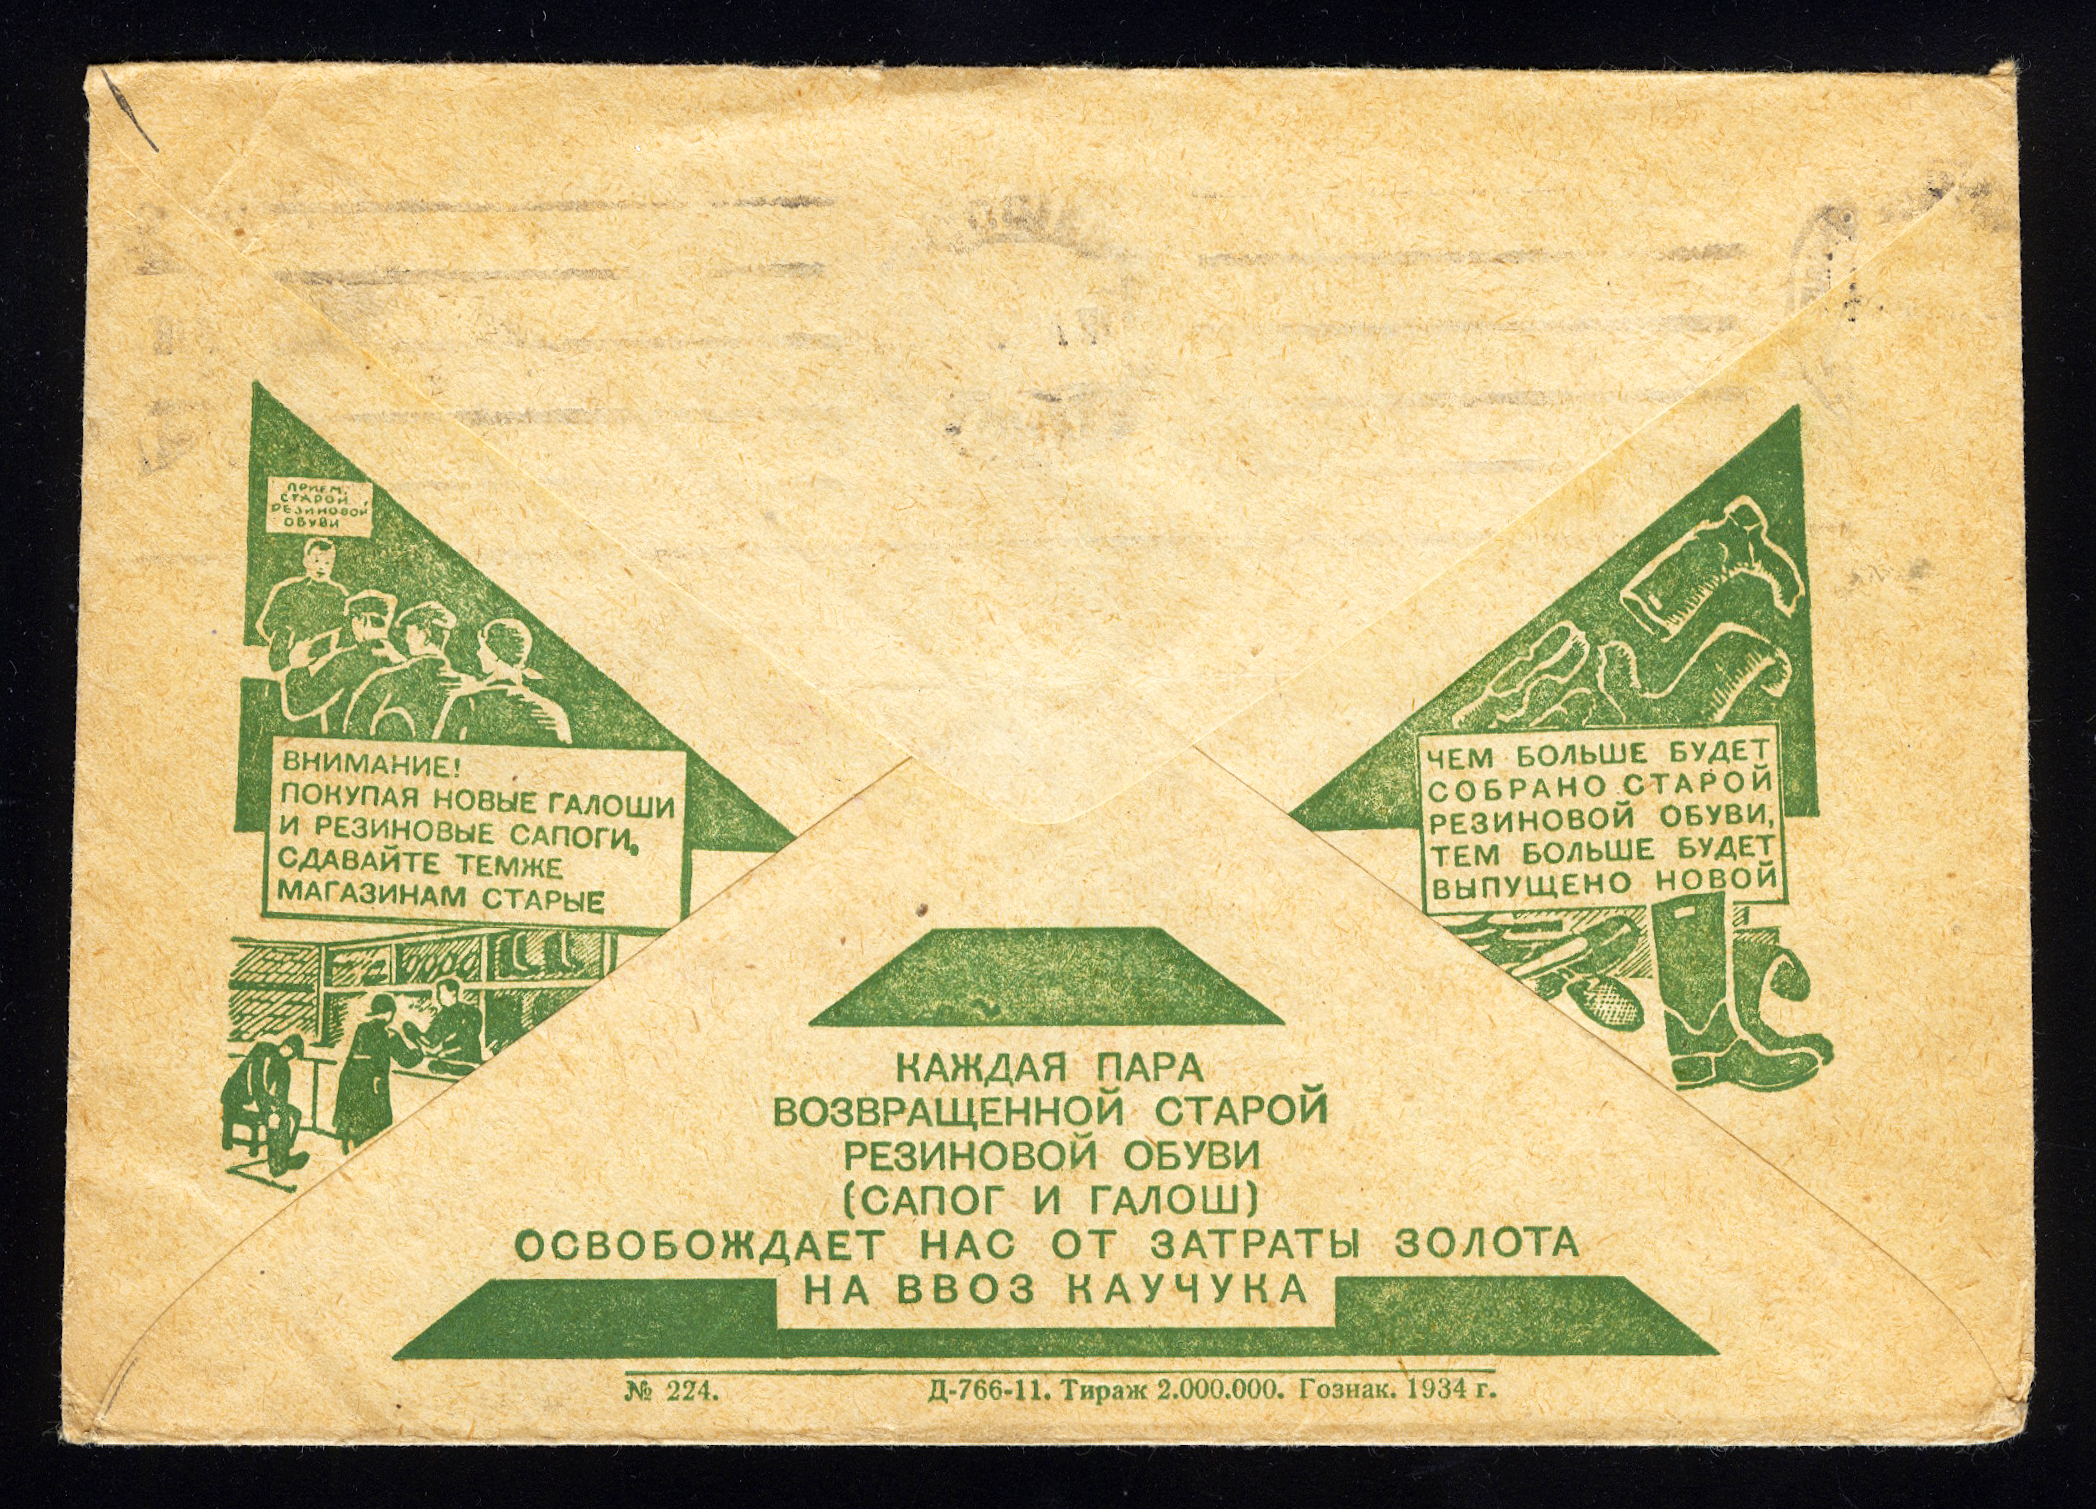 ПРИЕМ
СТАРОЙ
РЕЗИНОВОЙ
ОБУВИ
ВНИМАНИЕ!
ПОКУПАЯ НОВЫЕ ГАЛОШИ
И РЕЗИНОВЫЕ САПОГИ,
СДАВАЙТЕ ТЕМЖЕ
МАГАЗИНАМ СТАРЫЕ
ЧЕМ БОЛЬШЕ БУДЕТ
СОБРАНО СТАРОЙ
РЕЗИНОВОЙ ОБУВИ,
ТЕМ БОЛЬШЕ БУДЕТ
ВЫПУЩЕНО НОВОЙ
КАЖДАЯ ПАРА
ВОЗВРАЩЕННОЙ СТАРОЙ
РЕЗИНОВОЙ ОБУВИ
(САПОГ И ГАЛОШ)
ОСВОБОЖДАЕТ НАС ОТ ЗАТРАТЫ ЗОЛОТА
НА ВВОЗ КАУЧУКА
№ 224. Д-766-11. Тираж 2.000.000. Гознак. 1934 г.